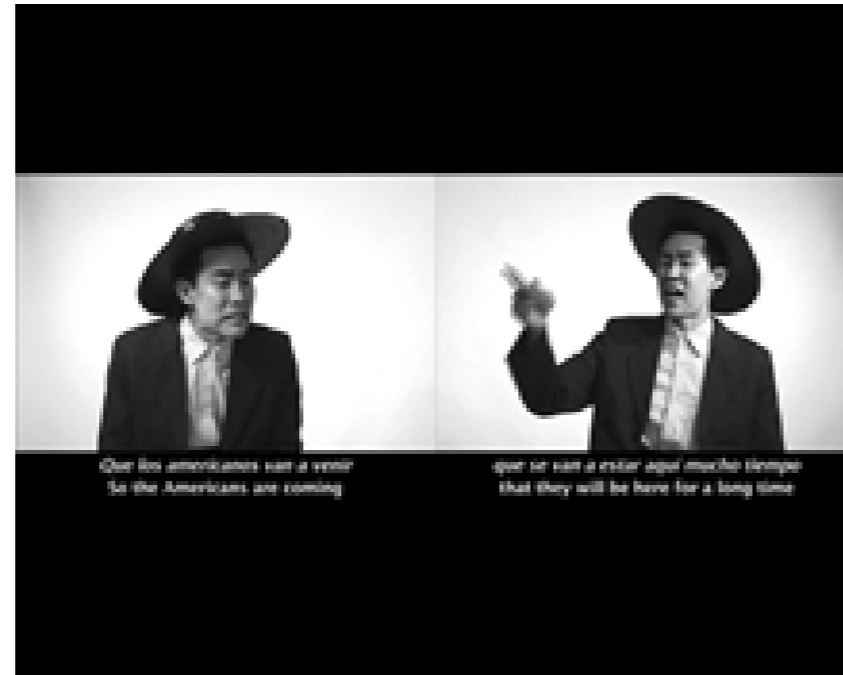 Que los americanos van a venir
So the Americans are coming
que se van a estar aquí mucho tiempo
that they will be here for a long time